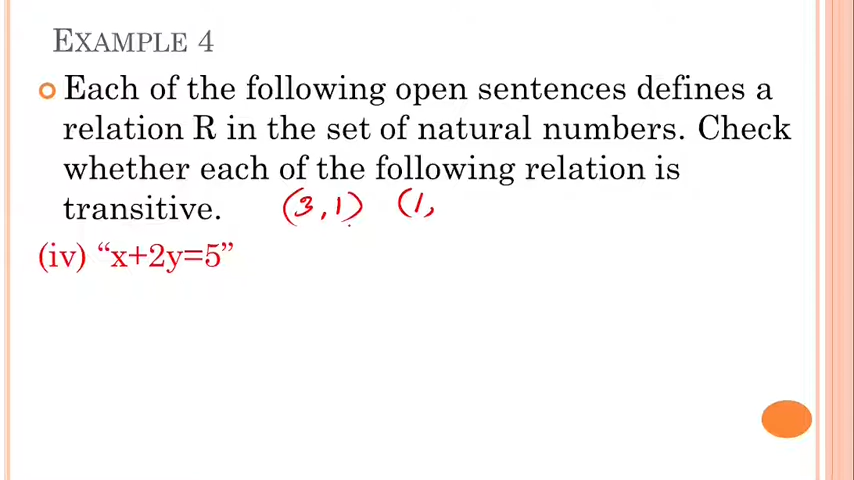 EXAMPLE 4
Each of the following open sentences defines a
relation R in the set of natural numbers. Check
whether each of the following relation is
transitive. (3,1) (1,
(iv) “x+2y=5”